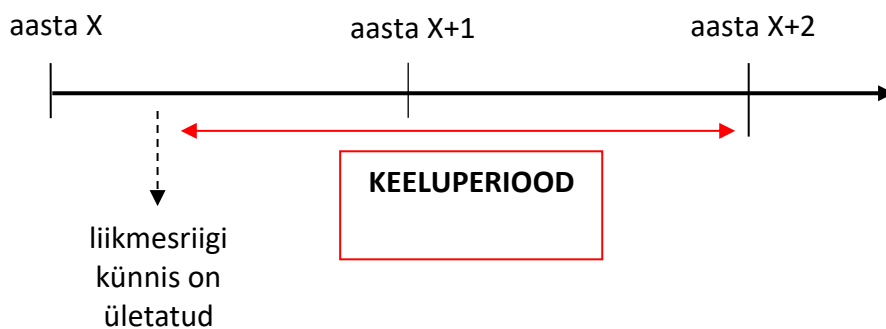 aasta X
aasta X+1
aasta X+2
KEELUPERIOOD
liikmesriigi
künnis on
ületatud